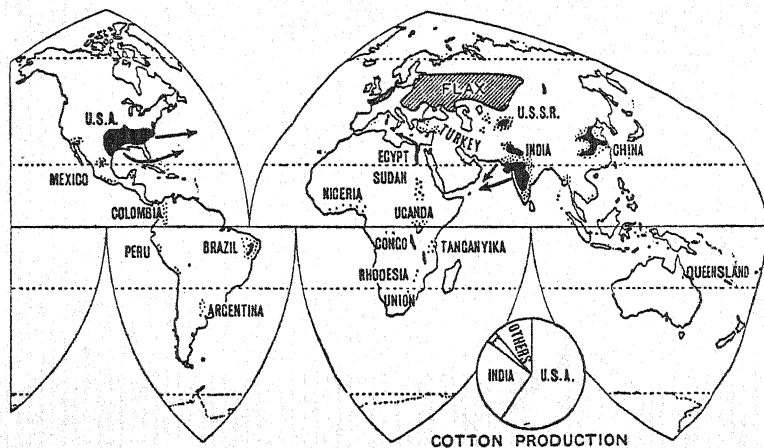 FLAX
U.S.S.R.
U.S.A.
TURKEY
INDIA
CHINA
EGYPT
MEXICO
SUDAN
NIGERIA
COLOMBIA
UGANDA
PERU
BRAZIL
CONGO
TANGANYIKA
RHODESIA
QUEENSLAND
UNION
ARGENTINA
OTHERS
INDIA
U.S.A.
COTTON PRODUCTION